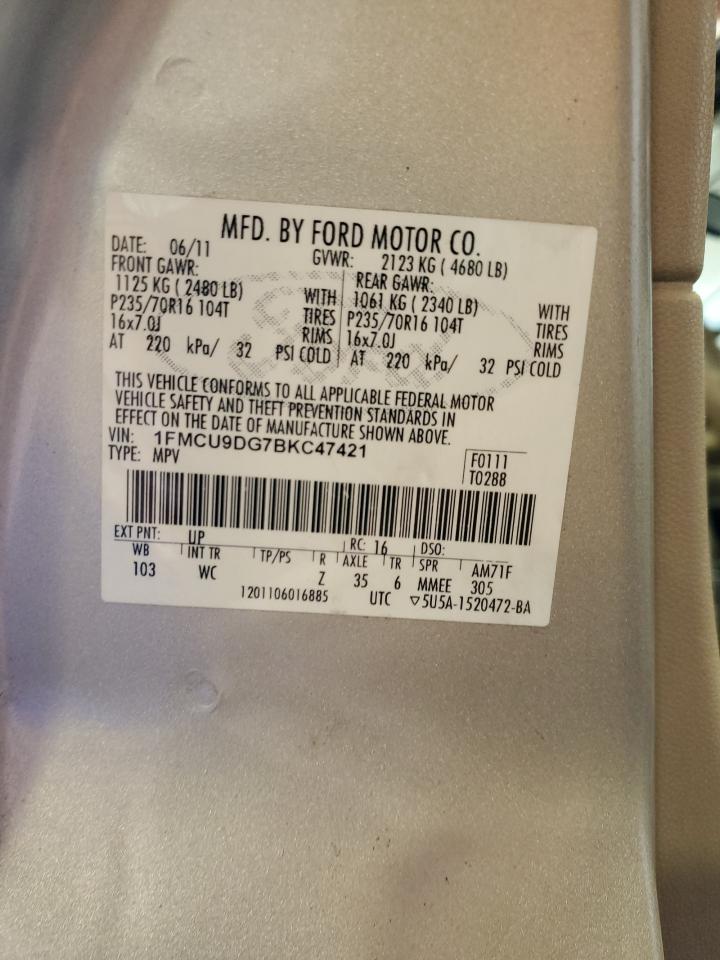 MFD. BY FORD MOTOR CO.
DATE: 06/11
GVWR: 2123 KG ( 4680 LB)
FRONT GAWR:
1125 KG ( 2480 LB)
P235/70R16 104T
16x7.0J
WITH
TIRES
RIMS
AT 220 kPa/ 32 PSI COLD
REAR GAWR:
1061 KG ( 2340 LB)
P235/70R16 104T
16x7.0J
WITH
TIRES
RIMS
AT 220 kPa/ 32 PSI COLD
THIS VEHICLE CONFORMS TO ALL APPLICABLE FEDERAL MOTOR
VEHICLE SAFETY AND THEFT PREVENTION STANDARDS IN
EFFECT ON THE DATE OF MANUFACTURE SHOWN ABOVE.
VIN: 1FMCU9DG7BKC47421
TYPE: MPV
F0111
T0288
EXT PNT: UP RC: 16 DSO:
WB INT TR TP/PS R AXLE TR SPR AM71F
103 WC Z 35 6 MMEE 305
1201106016885 UTC ▽5U5A-1520472-BA